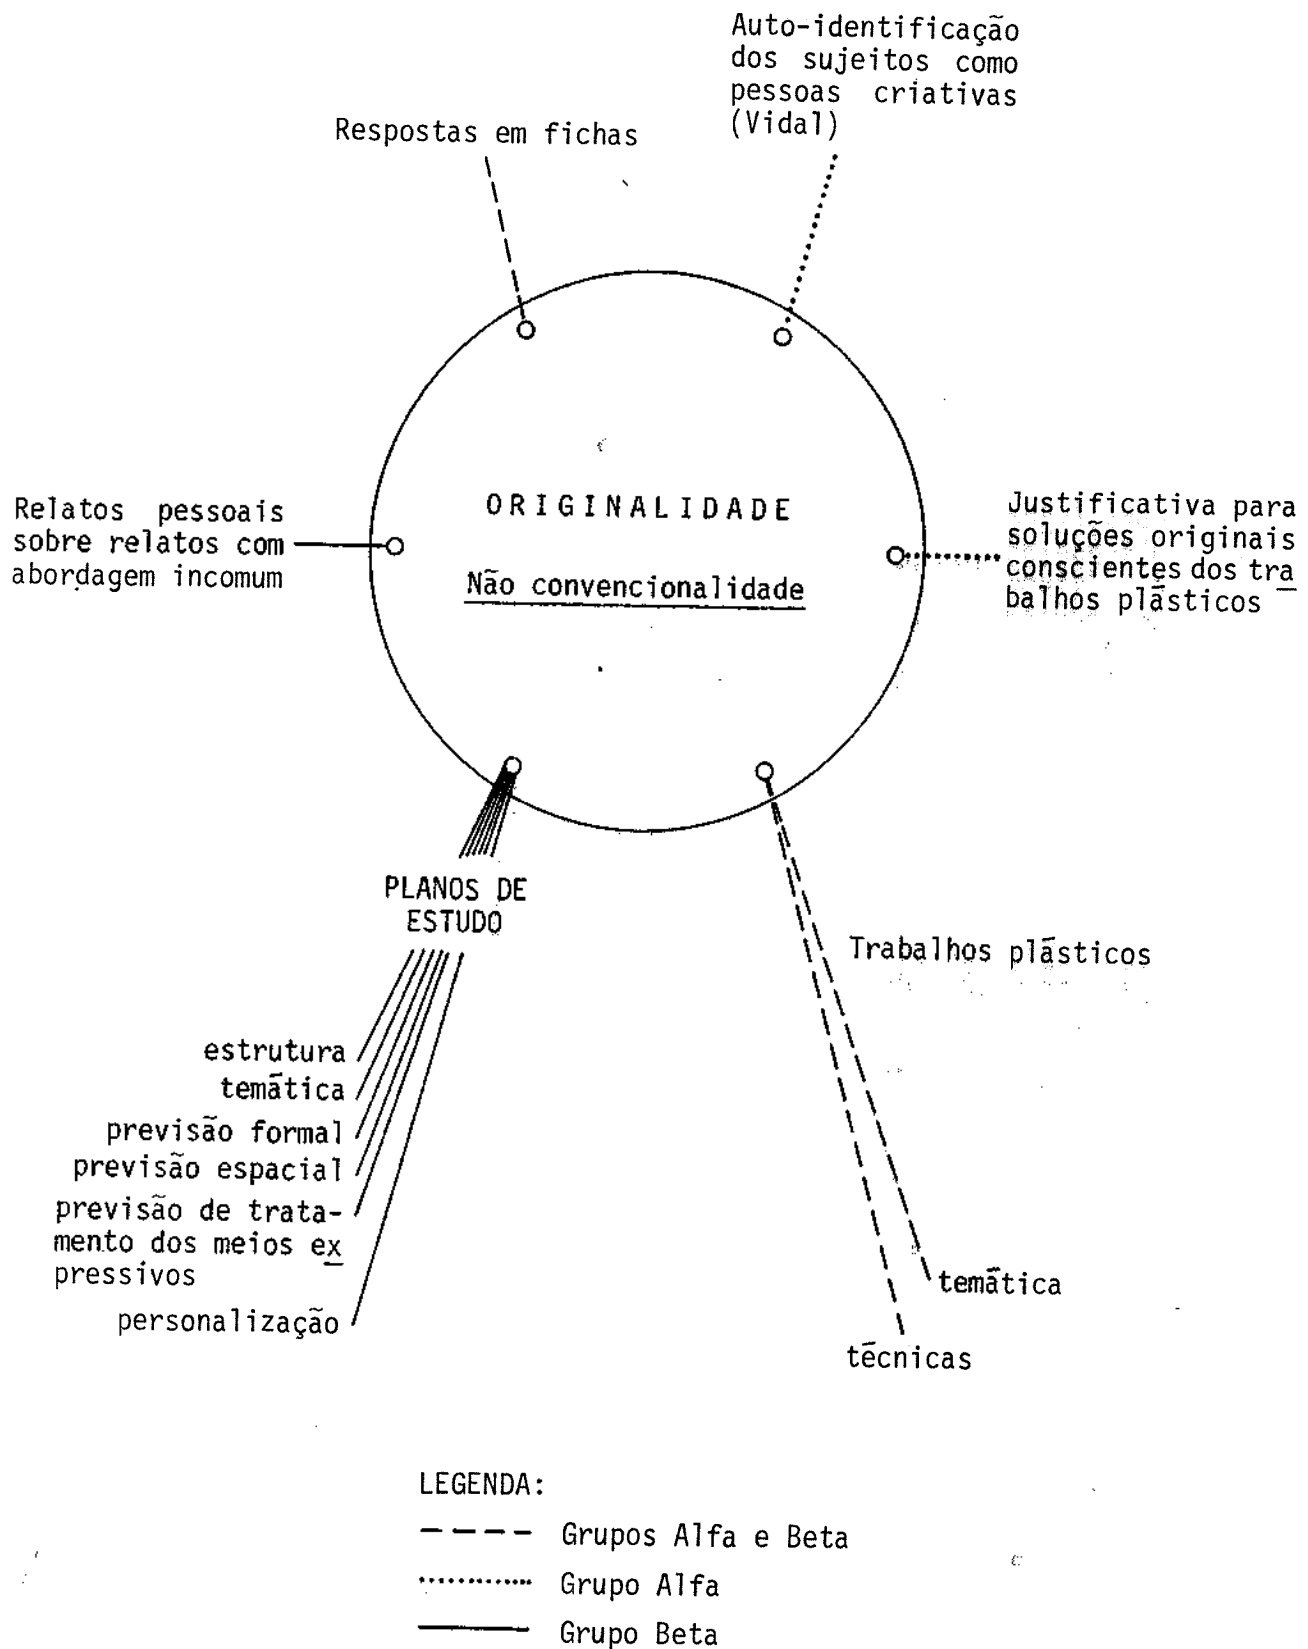 Auto-identificação
dos sujeitos como
pessoas criativas
(Vidal)
Respostas em fichas
Relatos pessoais
sobre relatos com
abordagem incomum
ORIGINALIDADE
Não convencionalidade
Justificativa para
soluções originais
conscientes dos tra
balhos plásticos
PLANOS DE
ESTUDO
Trabalhos plásticos
estrutura
temática
previsão formal
previsão espacial
previsão de trata-
mento dos meios ex
pressivos
personalização
temática
técnicas
LEGENDA:
Grupos Alfa e Beta
Grupo Alfa
Grupo Beta